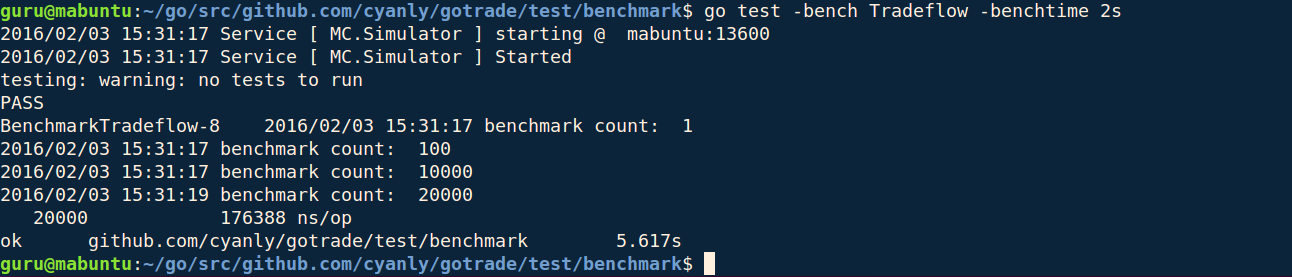 guru@mabuntu:~/go/src/github.com/cyanly/gotrade/test/benchmark$ go test -bench Tradeflow -benchtime 2s
2016/02/03 15:31:17 Service [ MC.Simulator ] starting @  mabuntu:13600
2016/02/03 15:31:17 Service [ MC.Simulator ] Started
testing: warning: no tests to run
PASS
BenchmarkTradeflow-8    2016/02/03 15:31:17 benchmark count:  1
2016/02/03 15:31:17 benchmark count:  100
2016/02/03 15:31:17 benchmark count:  10000
2016/02/03 15:31:19 benchmark count:  20000
   20000            176388 ns/op
ok      github.com/cyanly/gotrade/test/benchmark        5.617s
guru@mabuntu:~/go/src/github.com/cyanly/gotrade/test/benchmark$